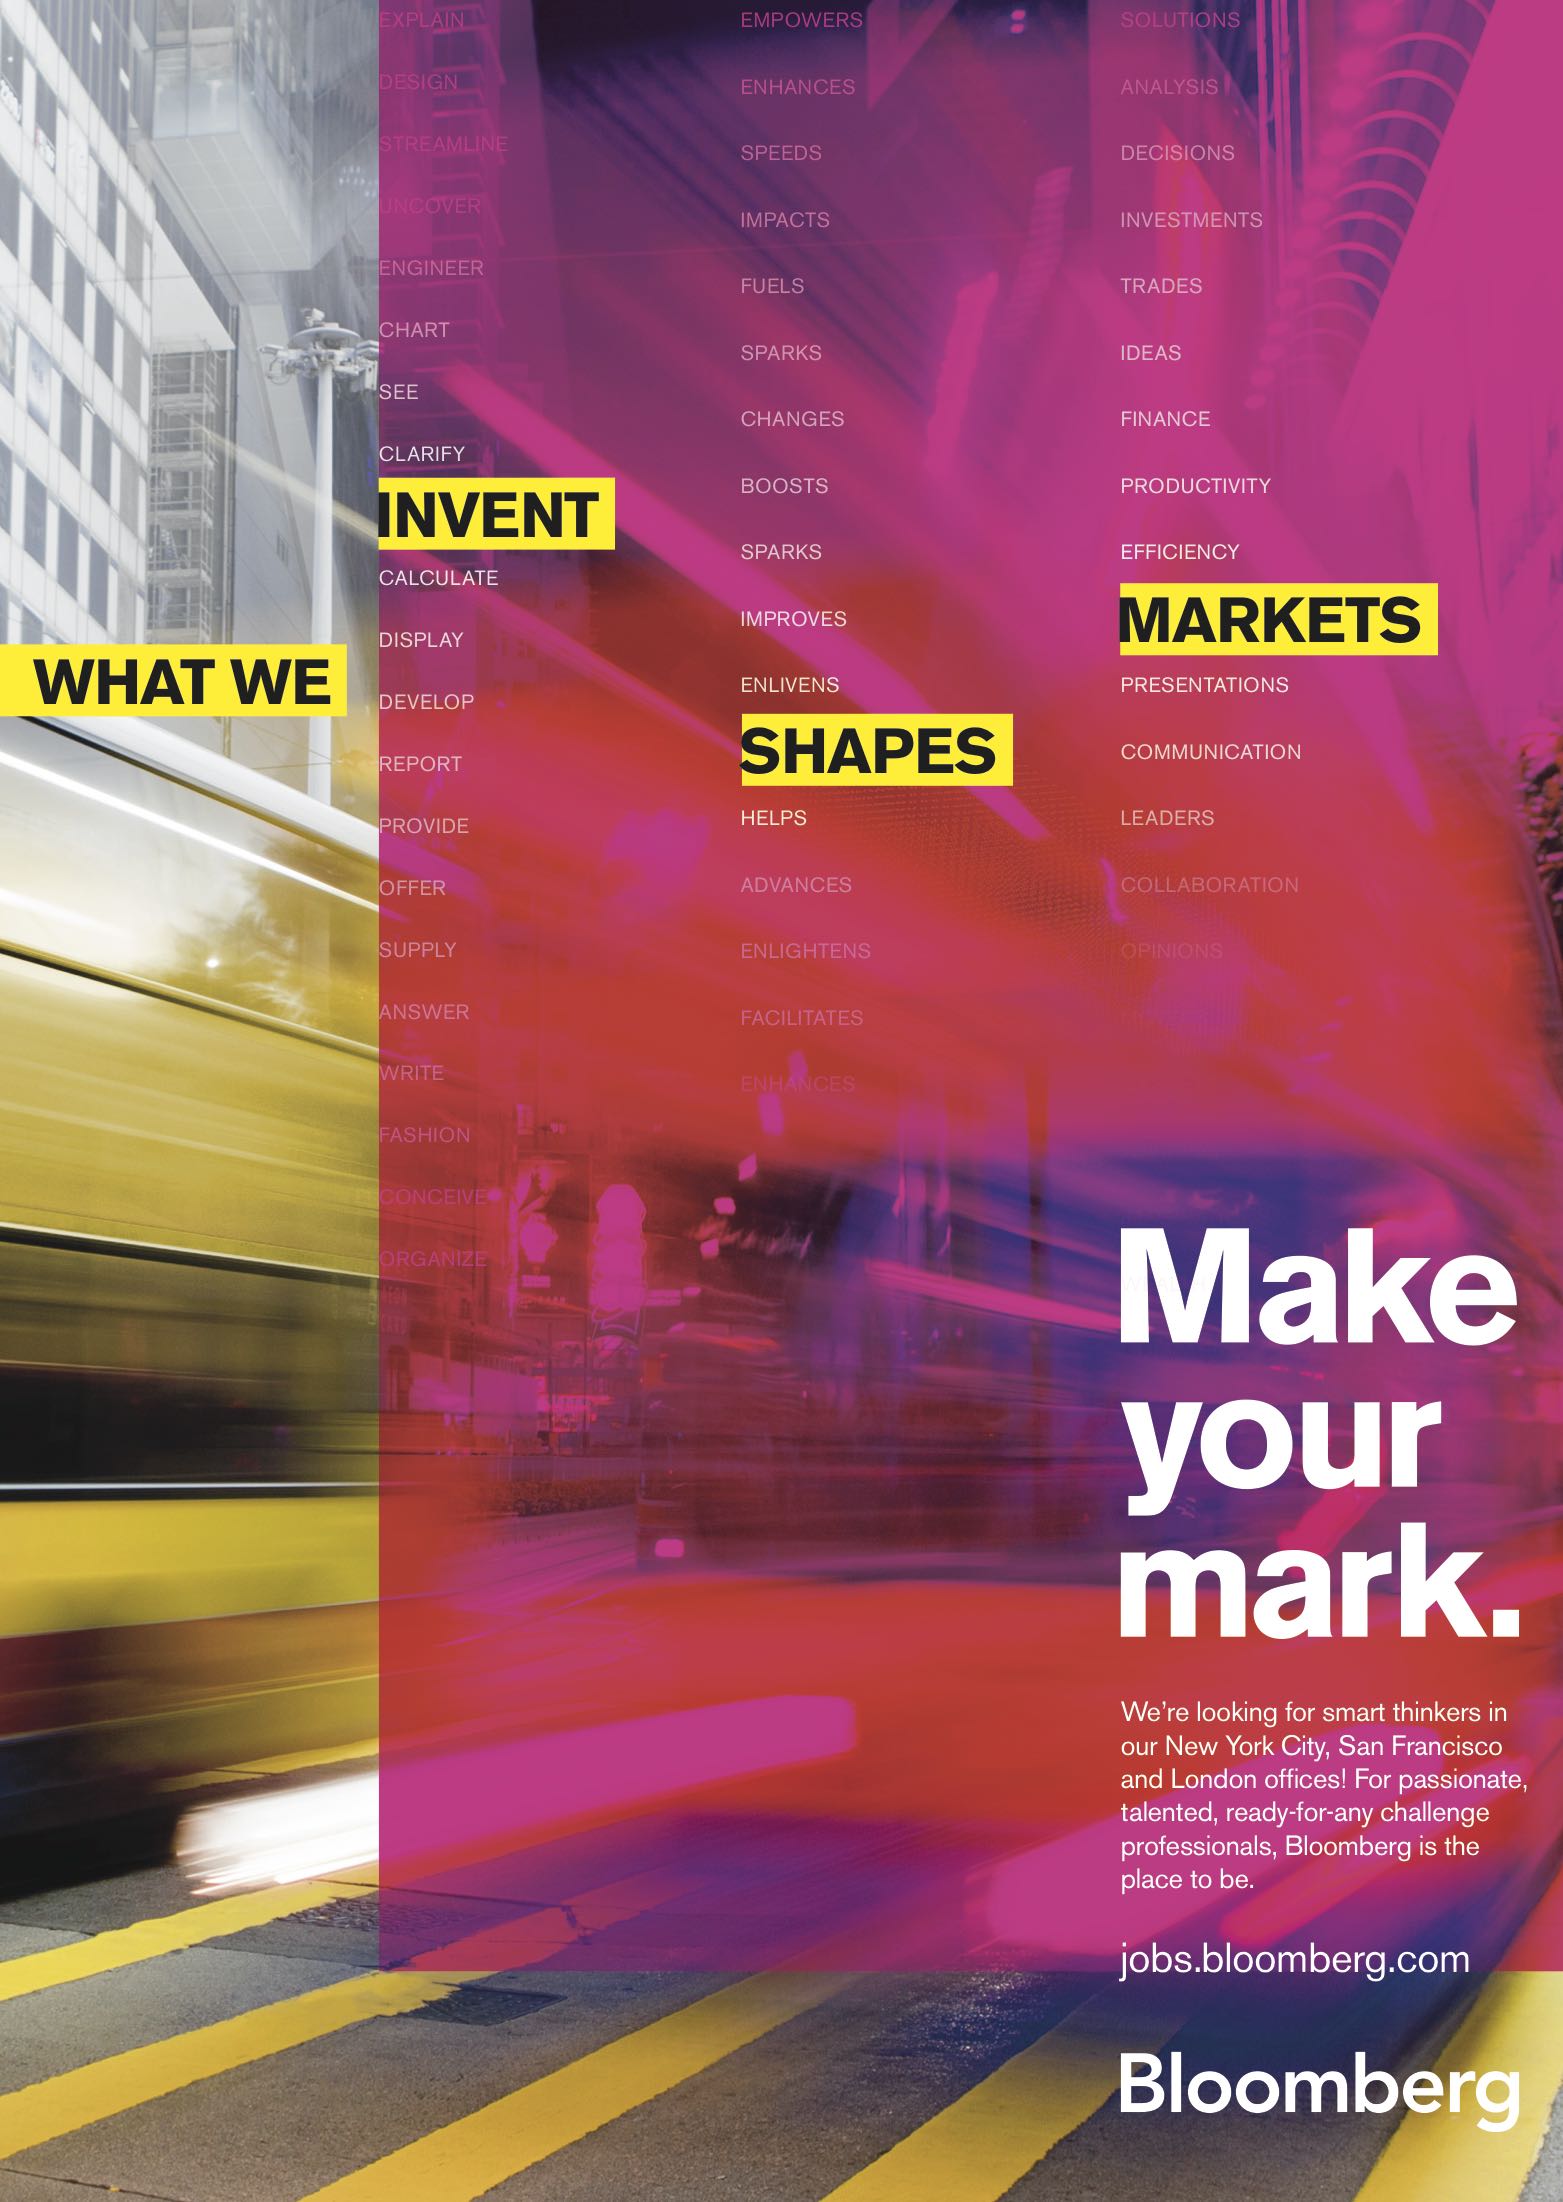 EXPLAIN
DESIGN
STREAMLINE
UNCOVER
ENGINEER
CHART
SEE
CLARIFY
INVENT
CALCULATE
WHAT WE
DISPLAY
DEVELOP
REPORT
PROVIDE
OFFER
SUPPLY
ANSWER
WRITE
FASHION
CONCEIVE
ORGANIZE
EMPOWERS
ENHANCES
SPEEDS
IMPACTS
FUELS
SPARKS
CHANGES
BOOSTS
SPARKS
IMPROVES
ENLIVENS
SHAPES
HELPS
ADVANCES
ENLIGHTENS
FACILITATES
ENHANCES
SOLUTIONS
ANALYSIS
DECISIONS
INVESTMENTS
TRADES
IDEAS
FINANCE
PRODUCTIVITY
EFFICIENCY
MARKETS
PRESENTATIONS
COMMUNICATION
LEADERS
COLLABORATION
OPINIONS
Make
your
mark.
We’re looking for smart thinkers in
our New York City, San Francisco
and London offices! For passionate,
talented, ready-for-any challenge
professionals, Bloomberg is the
place to be.
jobs.bloomberg.com
Bloomberg